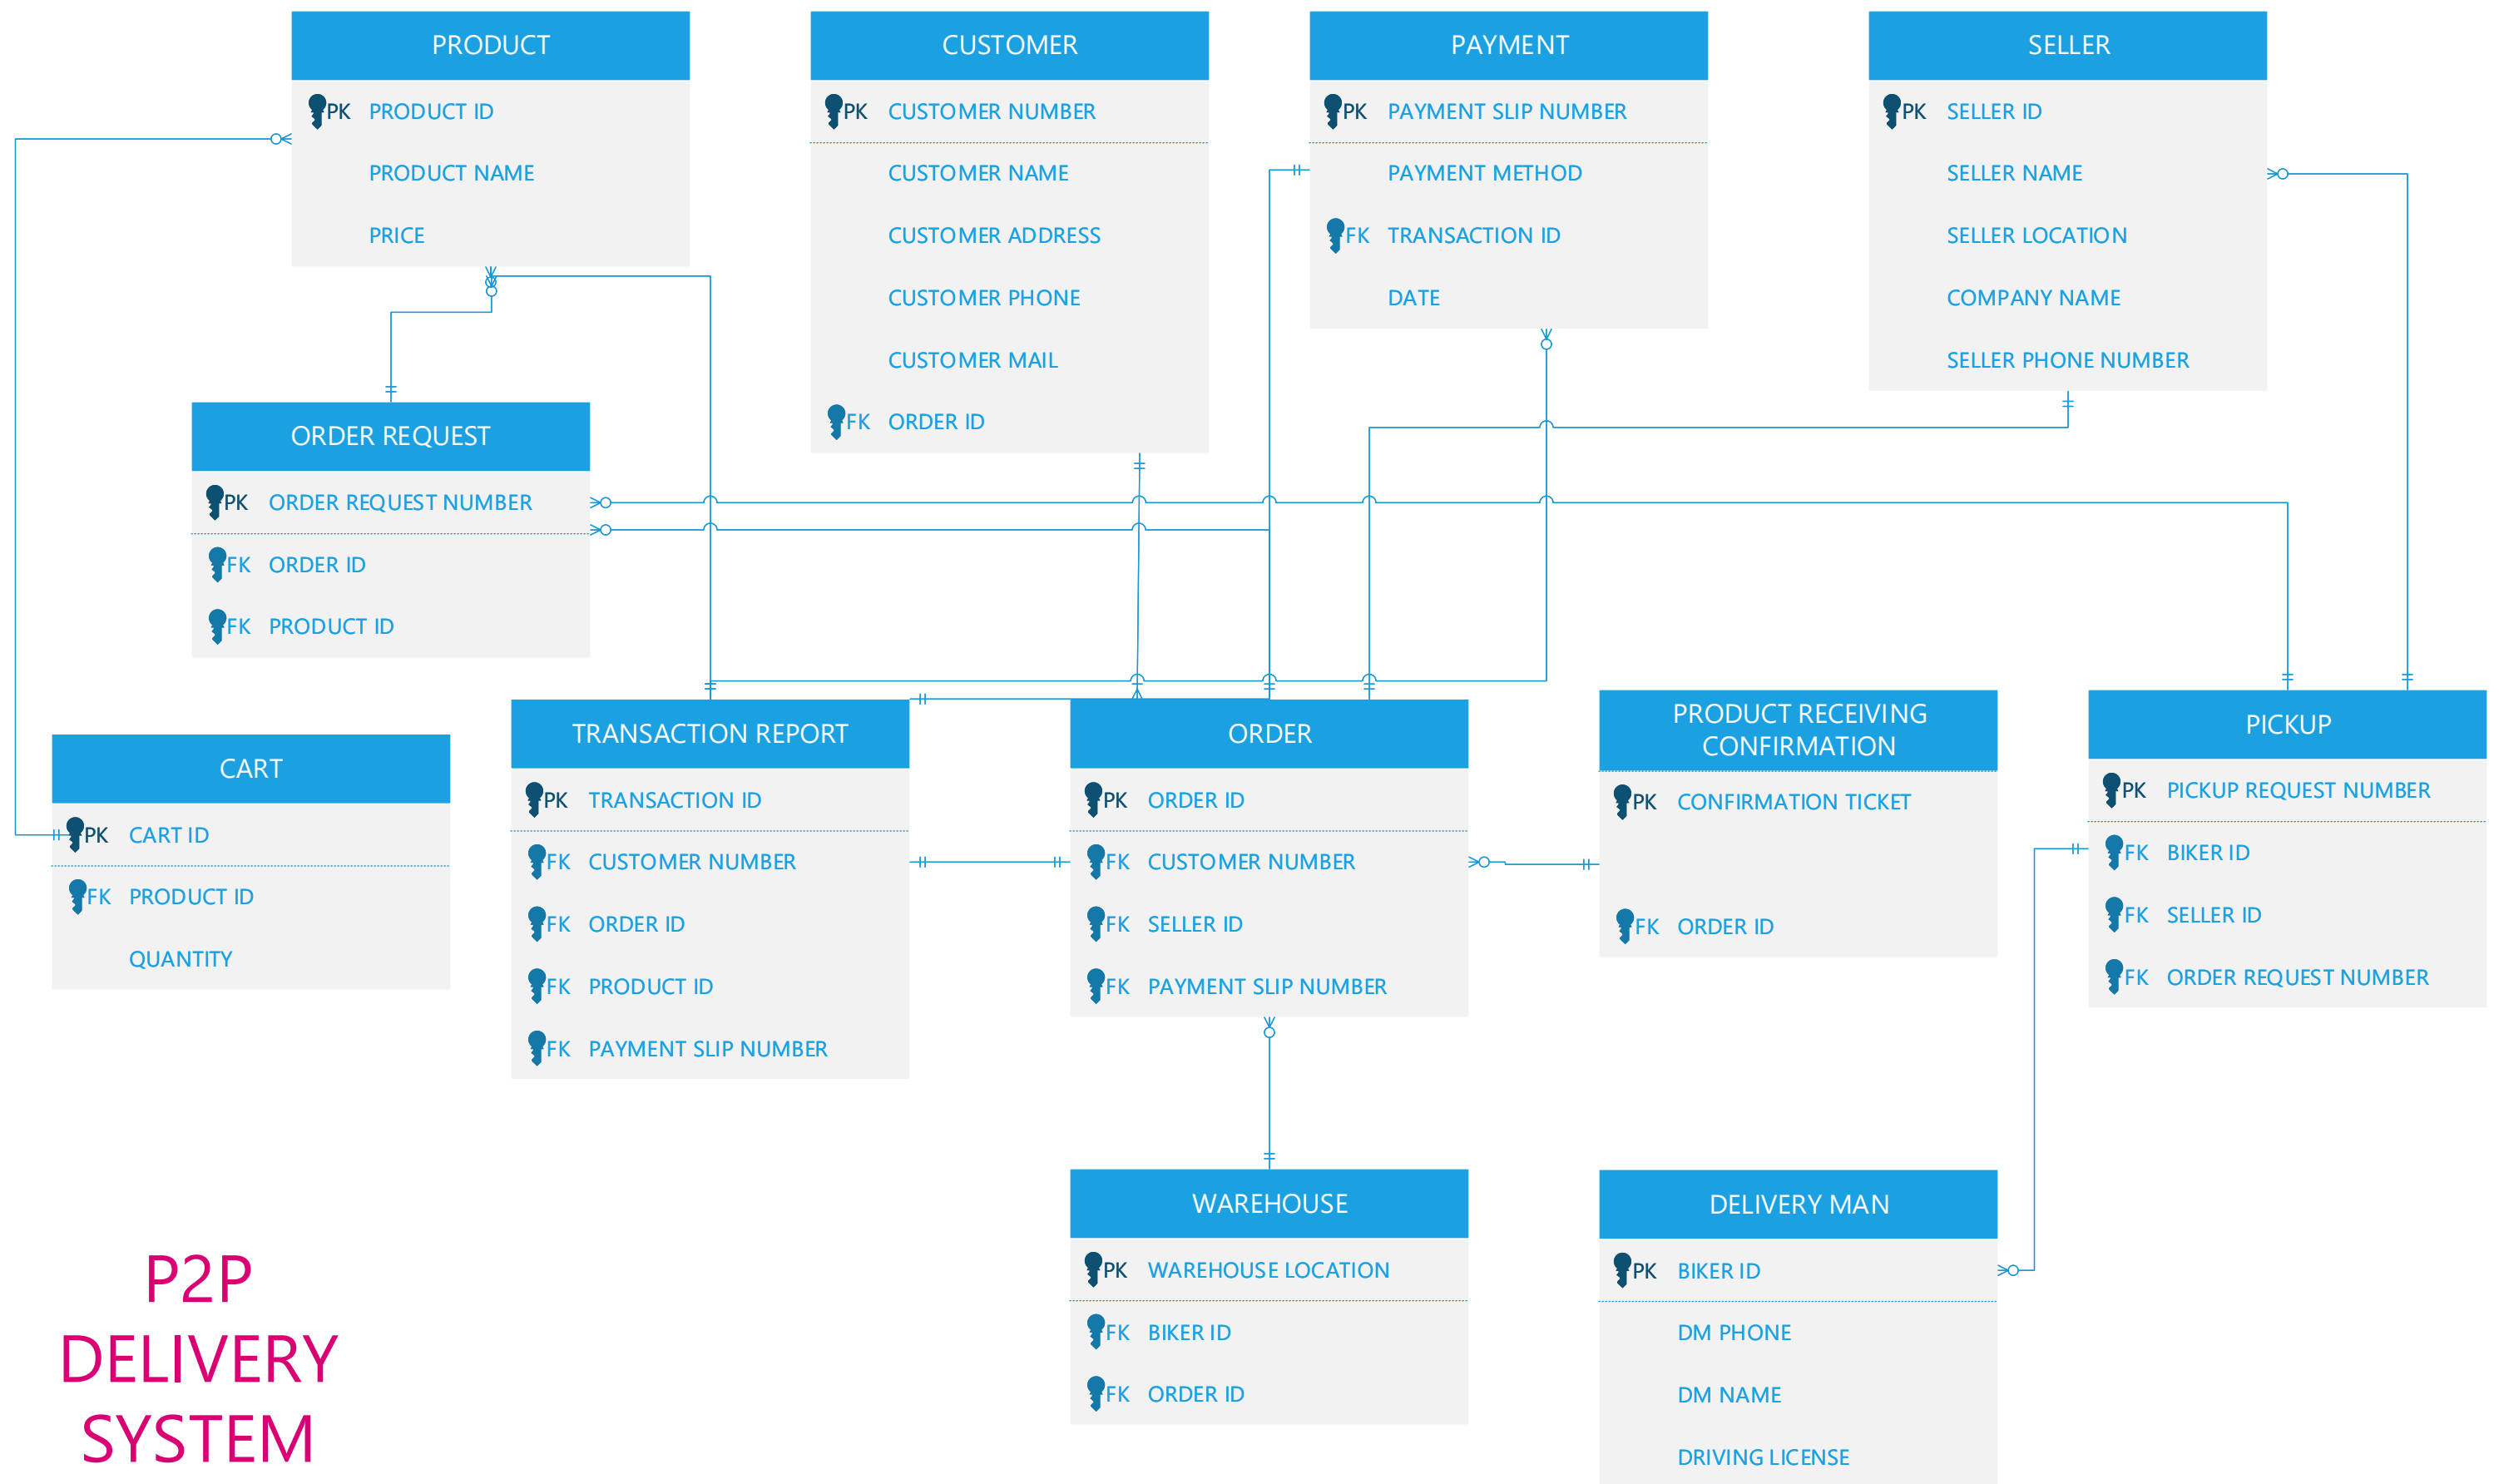 PRODUCT
PK PRODUCT ID
PRODUCT NAME
PRICE
CUSTOMER
PK CUSTOMER NUMBER
CUSTOMER NAME
CUSTOMER ADDRESS
CUSTOMER PHONE
CUSTOMER MAIL
FK ORDER ID
PAYMENT
PK PAYMENT SLIP NUMBER
PAYMENT METHOD
FK TRANSACTION ID
DATE
SELLER
PK SELLER ID
SELLER NAME
SELLER LOCATION
COMPANY NAME
SELLER PHONE NUMBER
ORDER REQUEST
PK ORDER REQUEST NUMBER
FK ORDER ID
FK PRODUCT ID
CART
PK CART ID
FK PRODUCT ID
QUANTITY
TRANSACTION REPORT
PK TRANSACTION ID
FK CUSTOMER NUMBER
FK ORDER ID
FK PRODUCT ID
FK PAYMENT SLIP NUMBER
ORDER
PK ORDER ID
FK CUSTOMER NUMBER
FK SELLER ID
FK PAYMENT SLIP NUMBER
PRODUCT RECEIVING
CONFIRMATION
PK CONFIRMATION TICKET
FK ORDER ID
PICKUP
PK PICKUP REQUEST NUMBER
FK BIKER ID
FK SELLER ID
FK ORDER REQUEST NUMBER
WAREHOUSE
PK WAREHOUSE LOCATION
FK BIKER ID
FK ORDER ID
DELIVERY MAN
PK BIKER ID
DM PHONE
DM NAME
DRIVING LICENSE
P2P
DELIVERY
SYSTEM